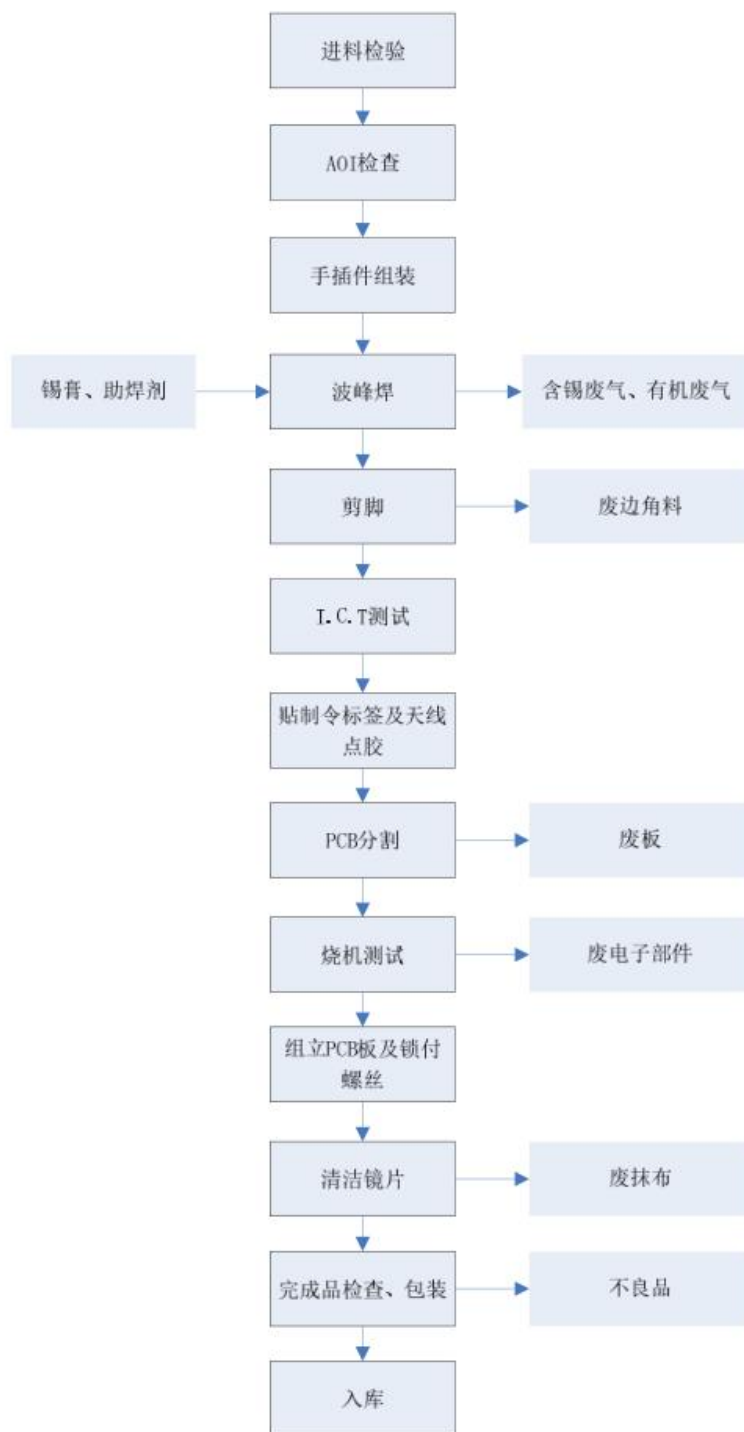 进料检验
AOI检查
手插件组装
锡膏、助焊剂
波峰焊
含锡废气、有机废气
剪脚
废边角料
I.C.T测试
贴制令标签及天线
点胶
PCB分割
废板
烧机测试
废电子部件
组立PCB板及锁付
螺丝
清洁镜片
废抹布
完成品检查、包装
不良品
入库